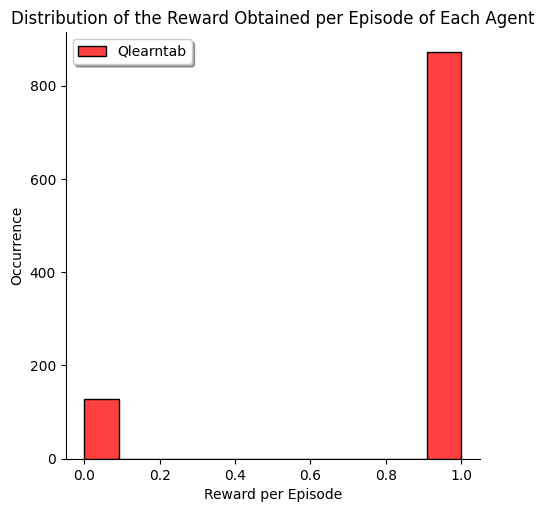 Distribution of the Reward Obtained per Episode of Each Agent
Qlearntab
Occurrence
800
600
400
200
0
0.0 0.2 0.4 0.6 0.8 1.0
Reward per Episode